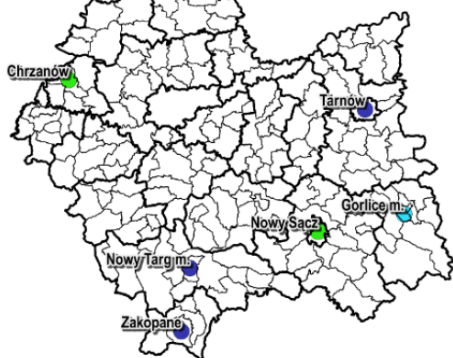 Chrzanów
Tarnów
Gorlice m.
Nowy Sącz
Nowy Targ m.
Zakopane